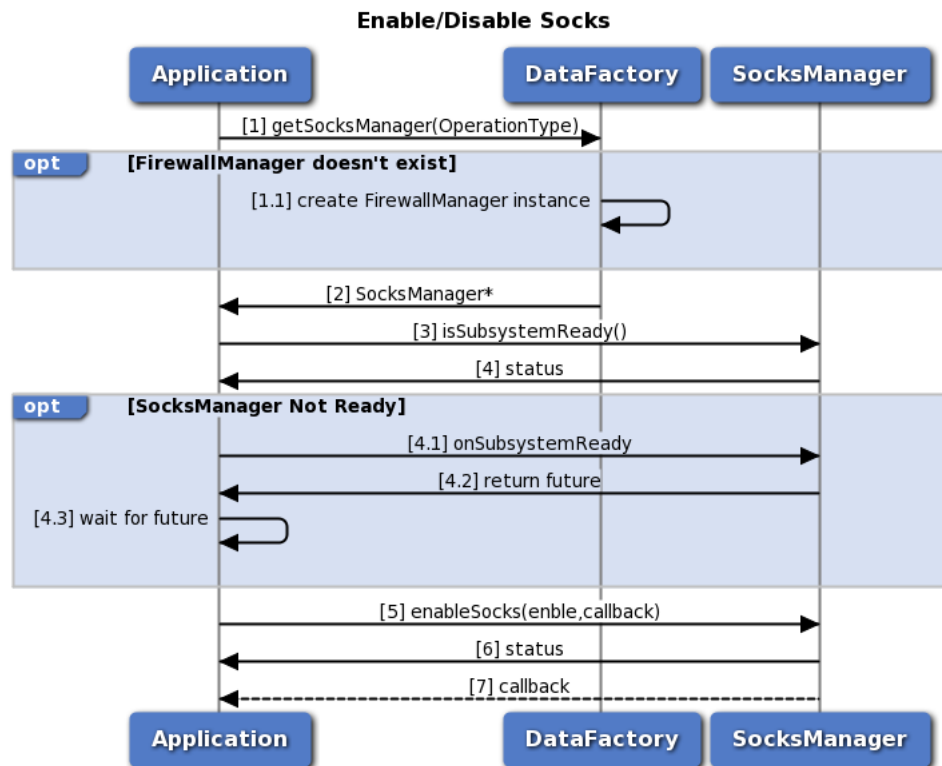 Enable/Disable Socks
Application DataFactory SocksManager
[1] getSocksManager(OperationType)
opt [FirewallManager doesn't exist]
[1.1] create FirewallManager instance
[2] SocksManager*
[3] isSubsystemReady()
[4] status
opt [SocksManager Not Ready]
[4.1] onSubsystemReady
[4.2] return future
[4.3] wait for future
[5] enableSocks(enble,callback)
[6] status
[7] callback
Application DataFactory SocksManager